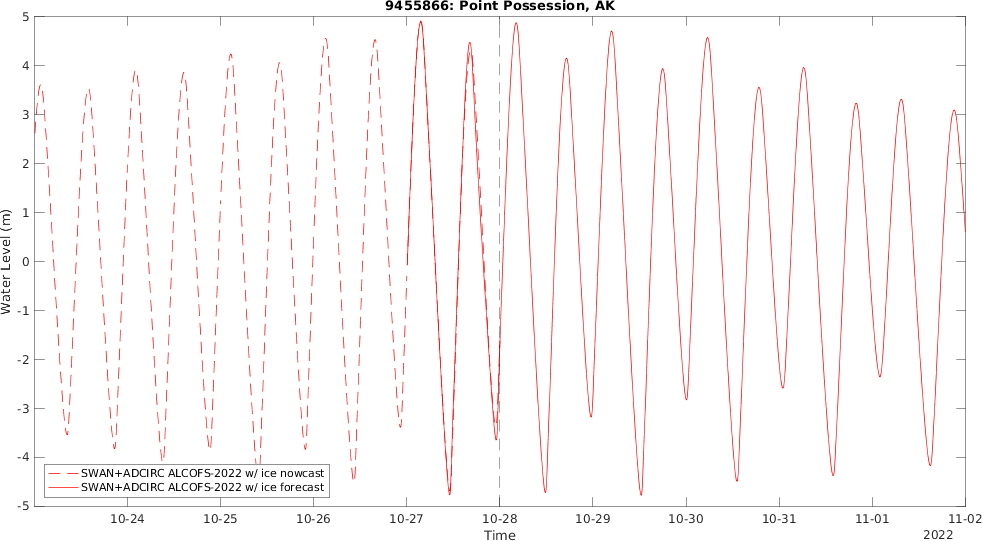 9455866: Point Possession, AK
Water Level (m)
5
4
3
2
1
0
-1
-2
-3
-4
-5
SWAN+ADCIRC ALCOFS-2022 w/ ice nowcast
SWAN+ADCIRC ALCOFS-2022 w/ ice forecast
10-24 10-25 10-26 10-27 10-28 10-29 10-30 10-31 11-01 11-02
Time
2022